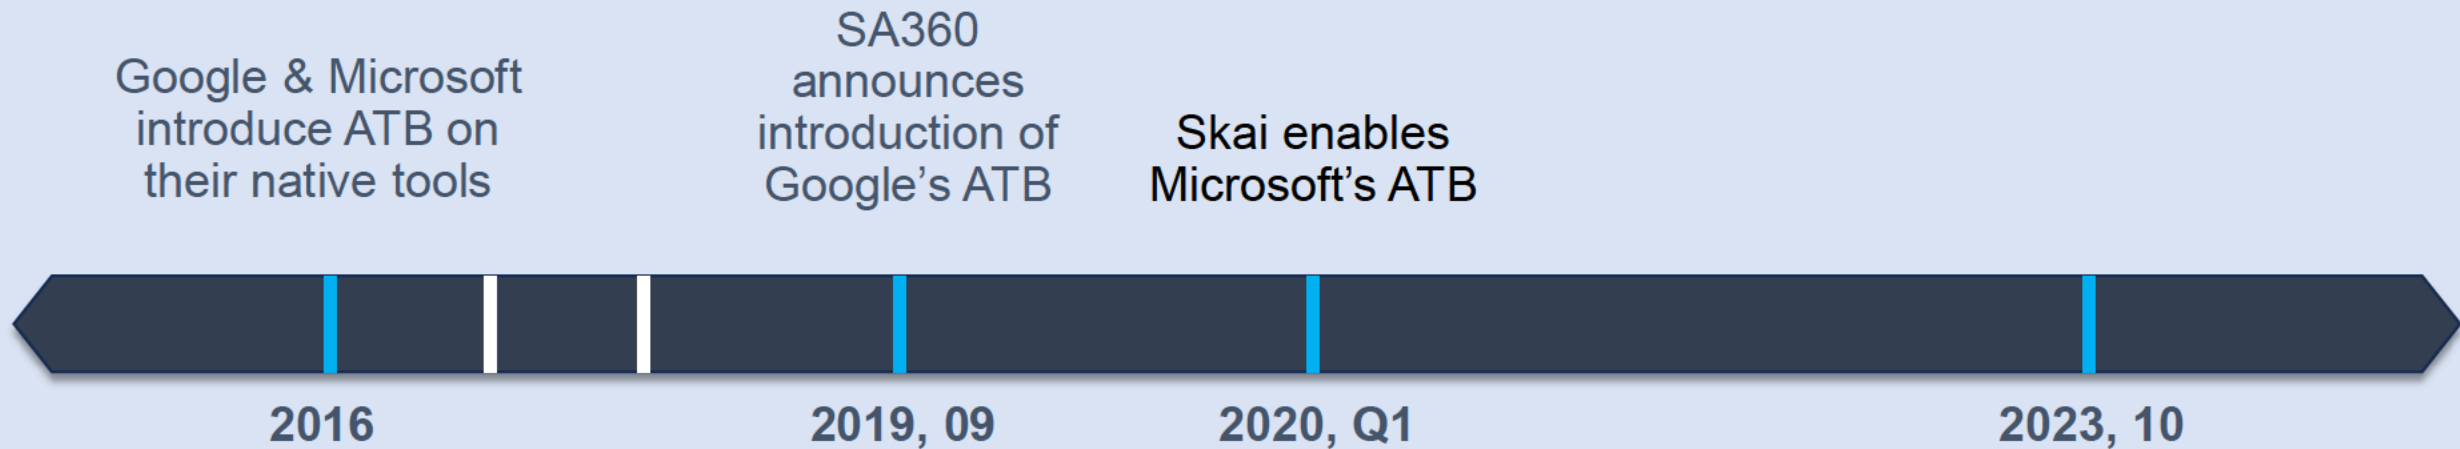 Google & Microsoft
introduce ATB on
their native tools
SA360
announces
introduction of
Google's ATB
Skai enables
Microsoft's ATB
2016
2019, 09
2020, Q1
2023, 10